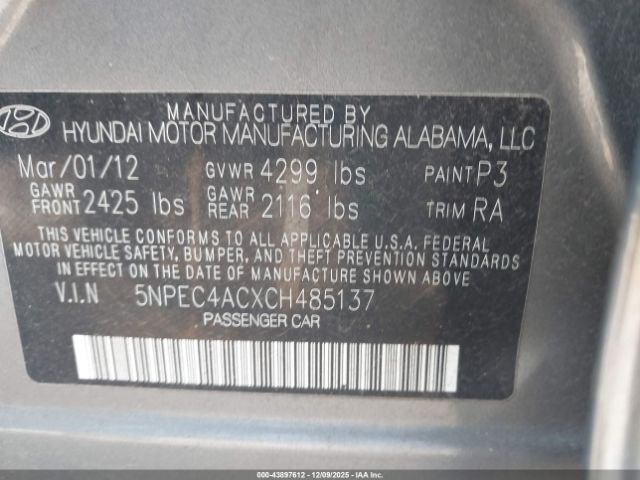 MANUFACTURED BY
HYUNDAI MOTOR MANUFACTURING ALABAMA, LLC
Mar/01/12 GVWR 4299 lbs PAINT P3
GAWR FRONT 2425 lbs GAWR REAR 2116 lbs TRIM RA
THIS VEHICLE CONFORMS TO ALL APPLICABLE U.S.A. FEDERAL
MOTOR VEHICLE SAFETY, BUMPER, AND THEFT PREVENTION STANDARDS
IN EFFECT ON THE DATE OF MANUFACTURE SHOWN ABOVE.
V.I.N 5NPEC4ACXCH485137
PASSENGER CAR
000-43897612 - 12/09/2025 - IAAI.COM